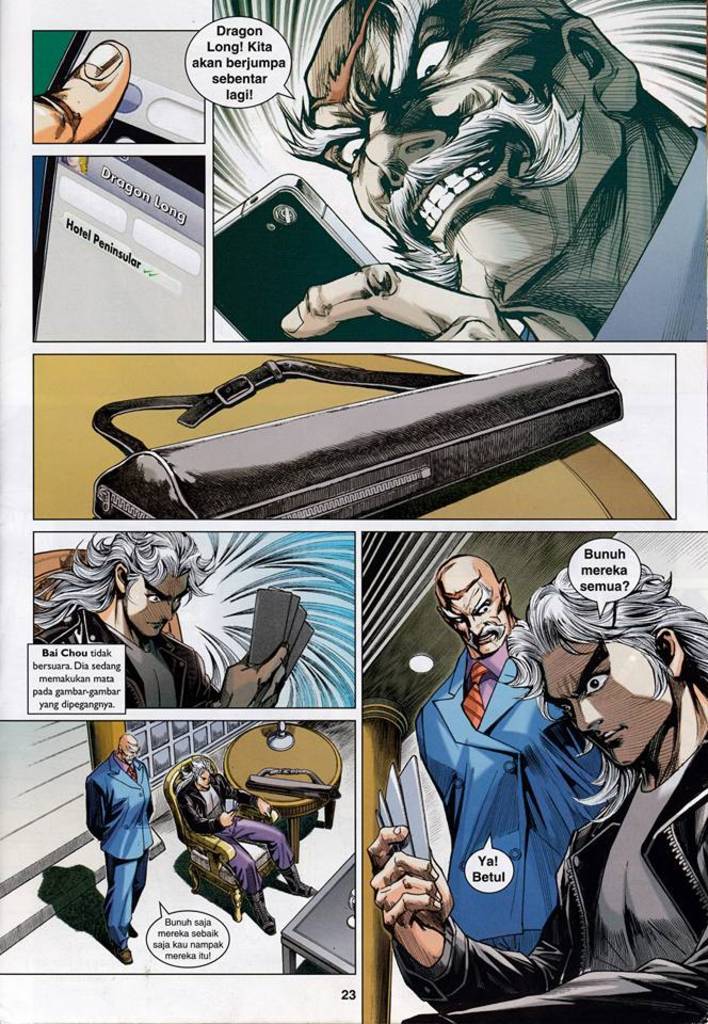 Dragon
Long! Kita
akan berjumpa
sebentar
lagi!
Dragon Long
Hotel Peninsular
Bai Chou tidak
bersuara. Dia sedang
memakukan mata
pada gambar-gambar
yang dipegangnya.
Bunuh saja
mereka sebaik
saja kau nampak
mereka itu!
Bunuh
mereka
semua?
Ya!
Betul
23